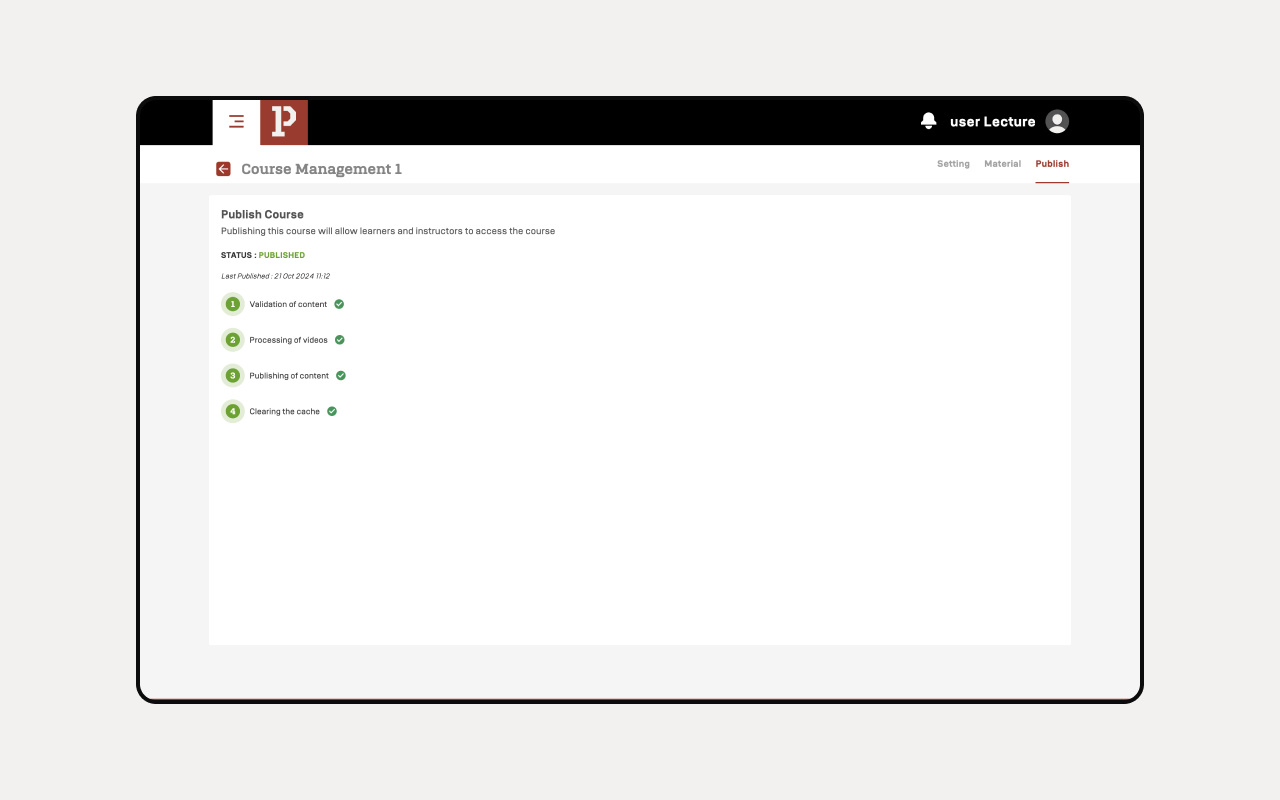 P
user Lecture
Course Management 1
Setting Material Publish
Publish Course
Publishing this course will allow learners and instructors to access the course
STATUS : PUBLISHED
Last Published : 21 Oct 2024 11:12
1 Validation of content
2 Processing of videos
3 Publishing of content
4 Clearing the cache